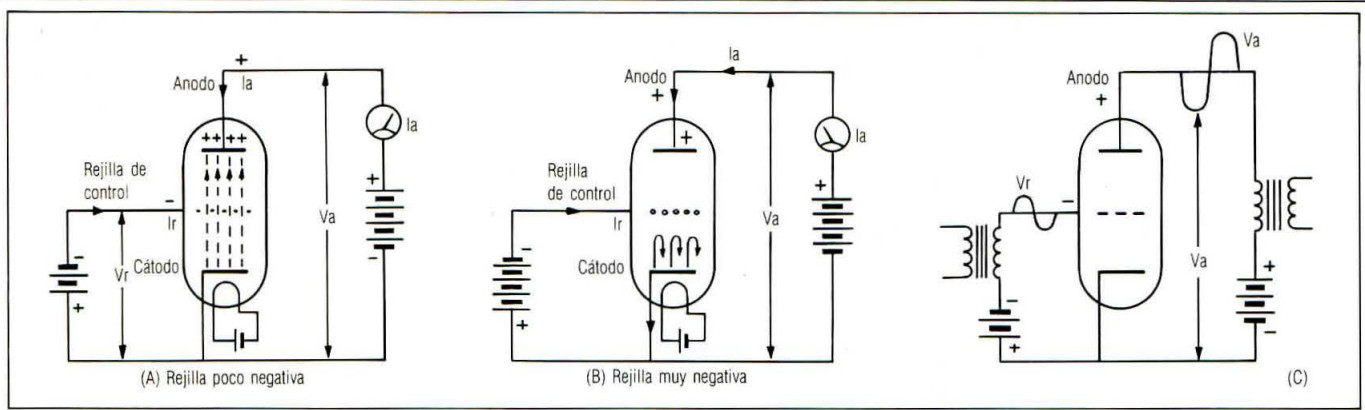 +
Anodo
Ia
++++
Ia
Rejilla de
control
−
Ir
+
Va
−
+
Vr
Cátodo
−
(A) Rejilla poco negativa
Ia
Anodo
+
+
Ia
Rejilla
de control
Ir
+
Va
−
+
Cátodo
(B) Rejilla muy negativa
Va
Anodo
+
Vr
−
Va
−
+
+
−
(C)